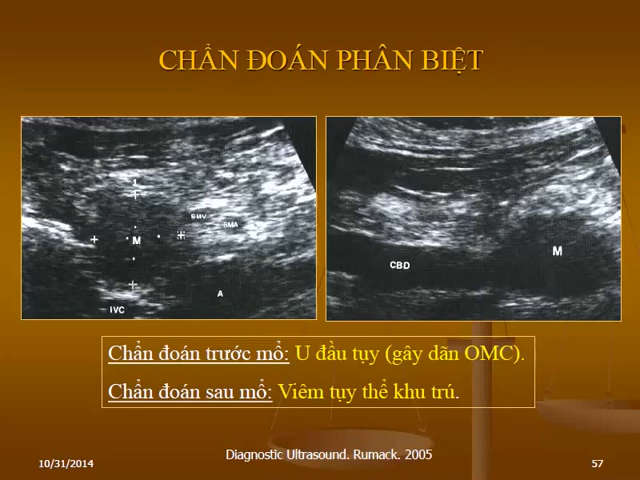 CHẨN ĐOÁN PHÂN BIỆT
SMV
SMA
M
A
IVC
CBD
M
Chẩn đoán trước mổ: U đầu tụy (gây dãn OMC).
Chẩn đoán sau mổ: Viêm tụy thể khu trú.
10/31/2014
Diagnostic Ultrasound. Rumack. 2005
57